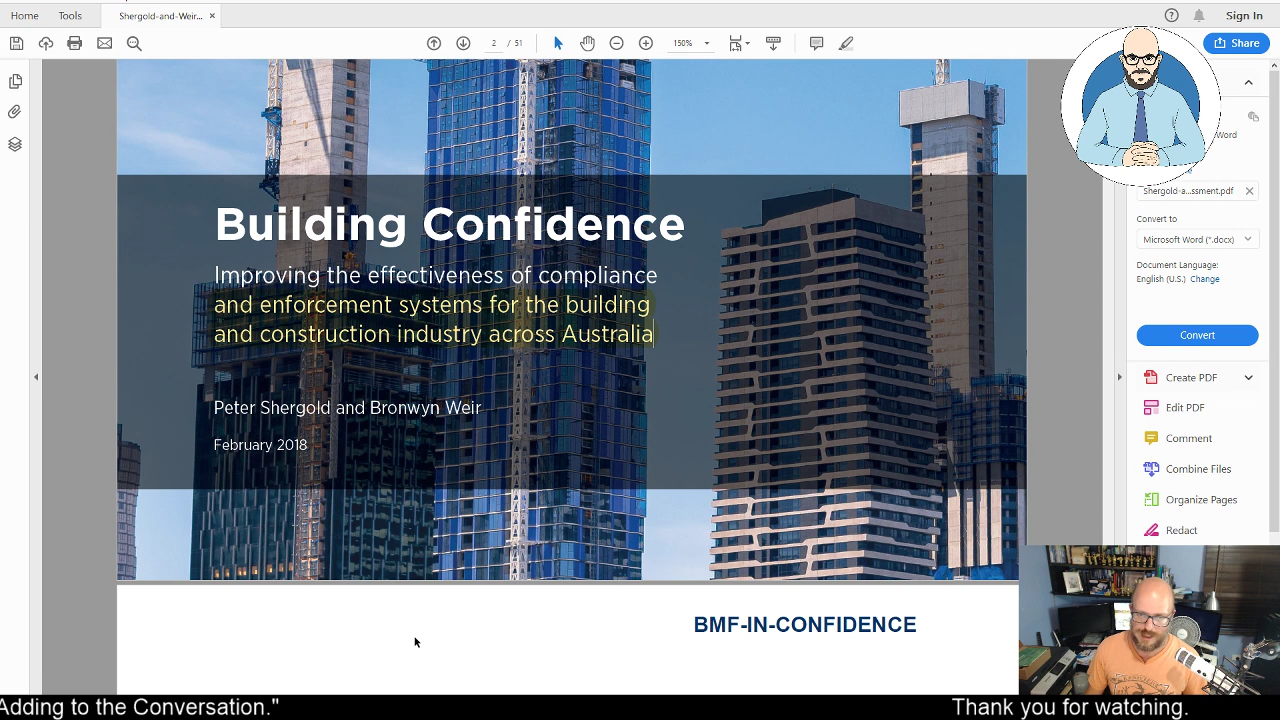 Home Tools Shergold-and-Weir... × Sign In
2 / 51 150% Share
Word
Shergold-a...ssment.pdf
Convert to
Microsoft Word (*.docx)
Document Language:
English (U.S.) Change
Convert
Create PDF
Edit PDF
Comment
Combine Files
Organize Pages
Redact
Building Confidence
Improving the effectiveness of compliance
and enforcement systems for the building
and construction industry across Australia
Peter Shergold and Bronwyn Weir
February 2018
BMF-IN-CONFIDENCE
Adding to the Conversation." Thank you for watching.